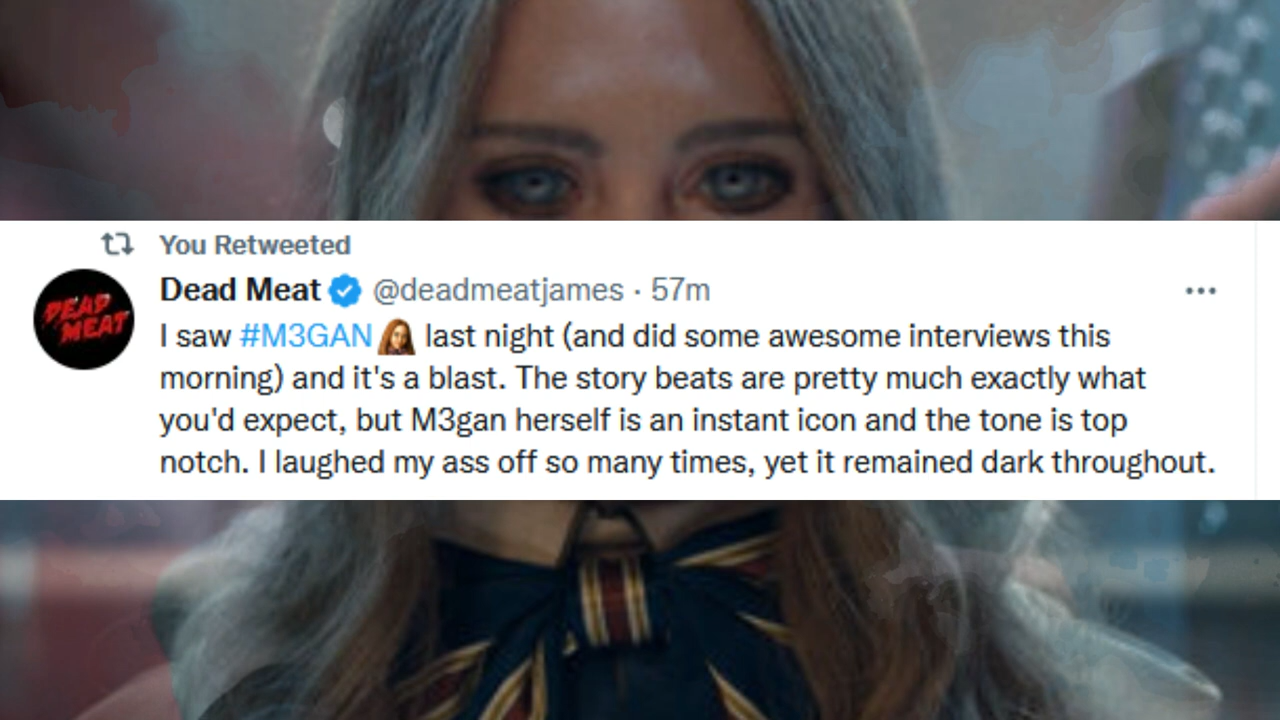 You Retweeted
Dead Meat @deadmeatjames · 57m
DEAD MEAT
I saw #M3GAN last night (and did some awesome interviews this
morning) and it's a blast. The story beats are pretty much exactly what
you'd expect, but M3gan herself is an instant icon and the tone is top
notch. I laughed my ass off so many times, yet it remained dark throughout.